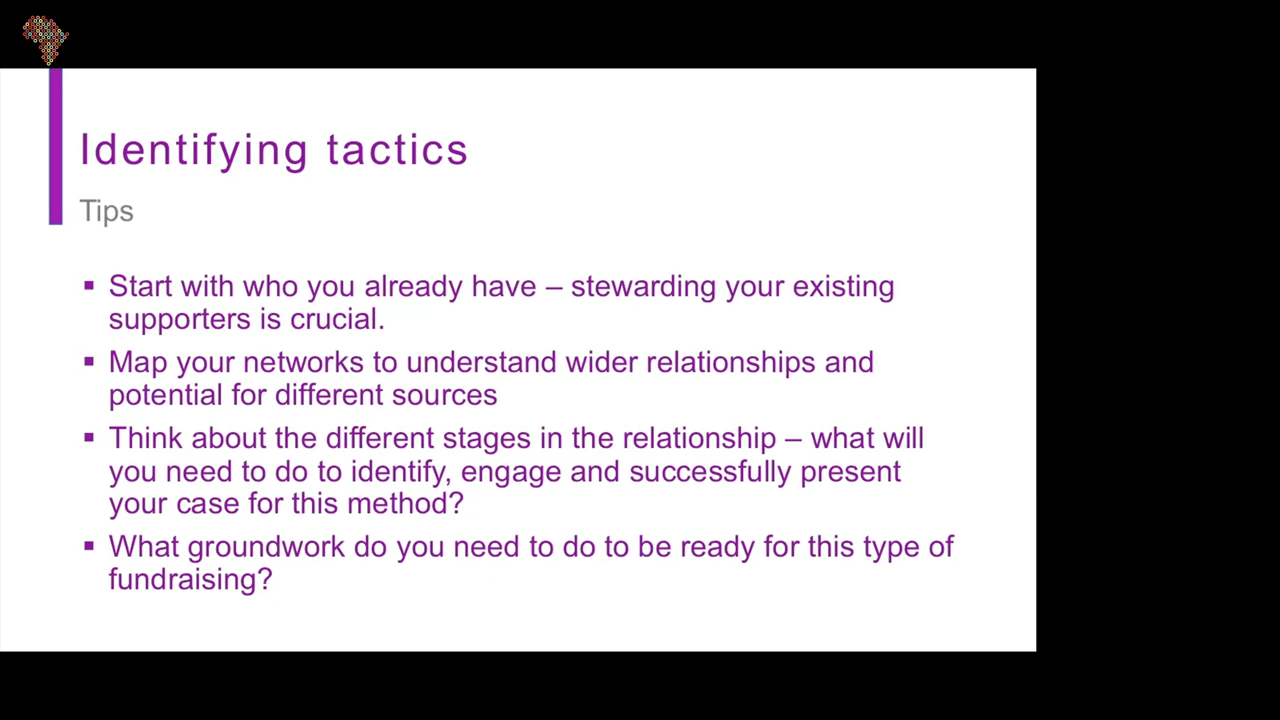 Identifying tactics
Tips
▪ Start with who you already have – stewarding your existing
supporters is crucial.
▪ Map your networks to understand wider relationships and
potential for different sources
▪ Think about the different stages in the relationship – what will
you need to do to identify, engage and successfully present
your case for this method?
▪ What groundwork do you need to do to be ready for this type of
fundraising?